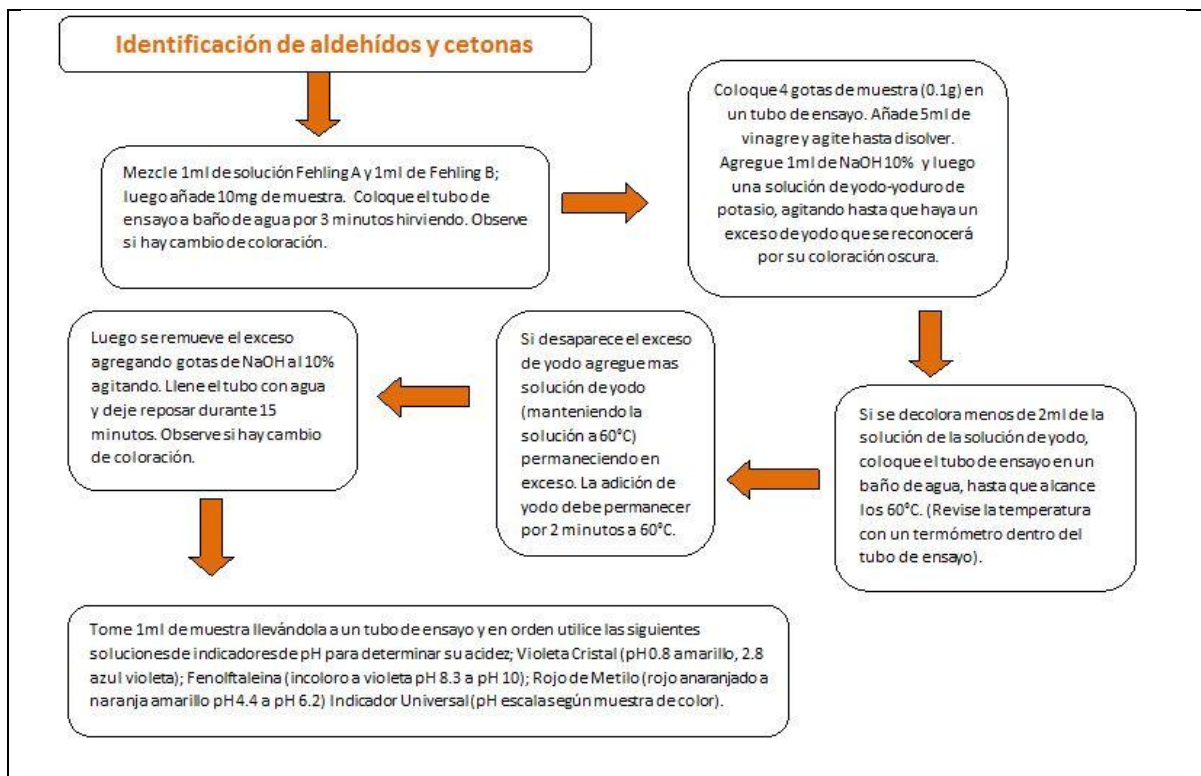 Identificación de aldehídos y cetonas
Mezcle 1ml de solución Fehling A y 1ml de Fehling B;
luego añade 10mg de muestra. Coloque el tubo de
ensayo a baño de agua por 3 minutos hirviendo. Observe
si hay cambio de coloración.
Coloque 4 gotas de muestra (0.1g) en
un tubo de ensayo. Añade 5ml de
vinagre y agite hasta disolver.
Agregue 1ml de NaOH 10% y luego
una solución de yodo-yoduro de
potasio, agitando hasta que haya un
exceso de yodo que se reconocerá
por su coloración oscura.
Si se decolora menos de 2ml de la
solución de la solución de yodo,
coloque el tubo de ensayo en un
baño de agua, hasta que alcance
los 60°C. (Revise la temperatura
con un termómetro dentro del
tubo de ensayo).
Si desaparece el exceso
de yodo agregue mas
solución de yodo
(manteniendo la
solución a 60°C)
permaneciendo en
exceso. La adición de
yodo debe permanecer
por 2 minutos a 60°C.
Luego se remueve el exceso
agregando gotas de NaOH al 10%
agitando. Llene el tubo con agua
y deje reposar durante 15
minutos. Observe si hay cambio
de coloración.
Tome 1ml de muestra llevándola a un tubo de ensayo y en orden utilice las siguientes
soluciones de indicadores de pH para determinar su acidez; Violeta Cristal (pH 0.8 amarillo, 2.8
azul violeta); Fenolftaleina (incoloro a violeta pH 8.3 a pH 10); Rojo de Metilo (rojo anaranjado a
naranja amarillo pH 4.4 a pH 6.2) Indicador Universal (pH escala según muestra de color).